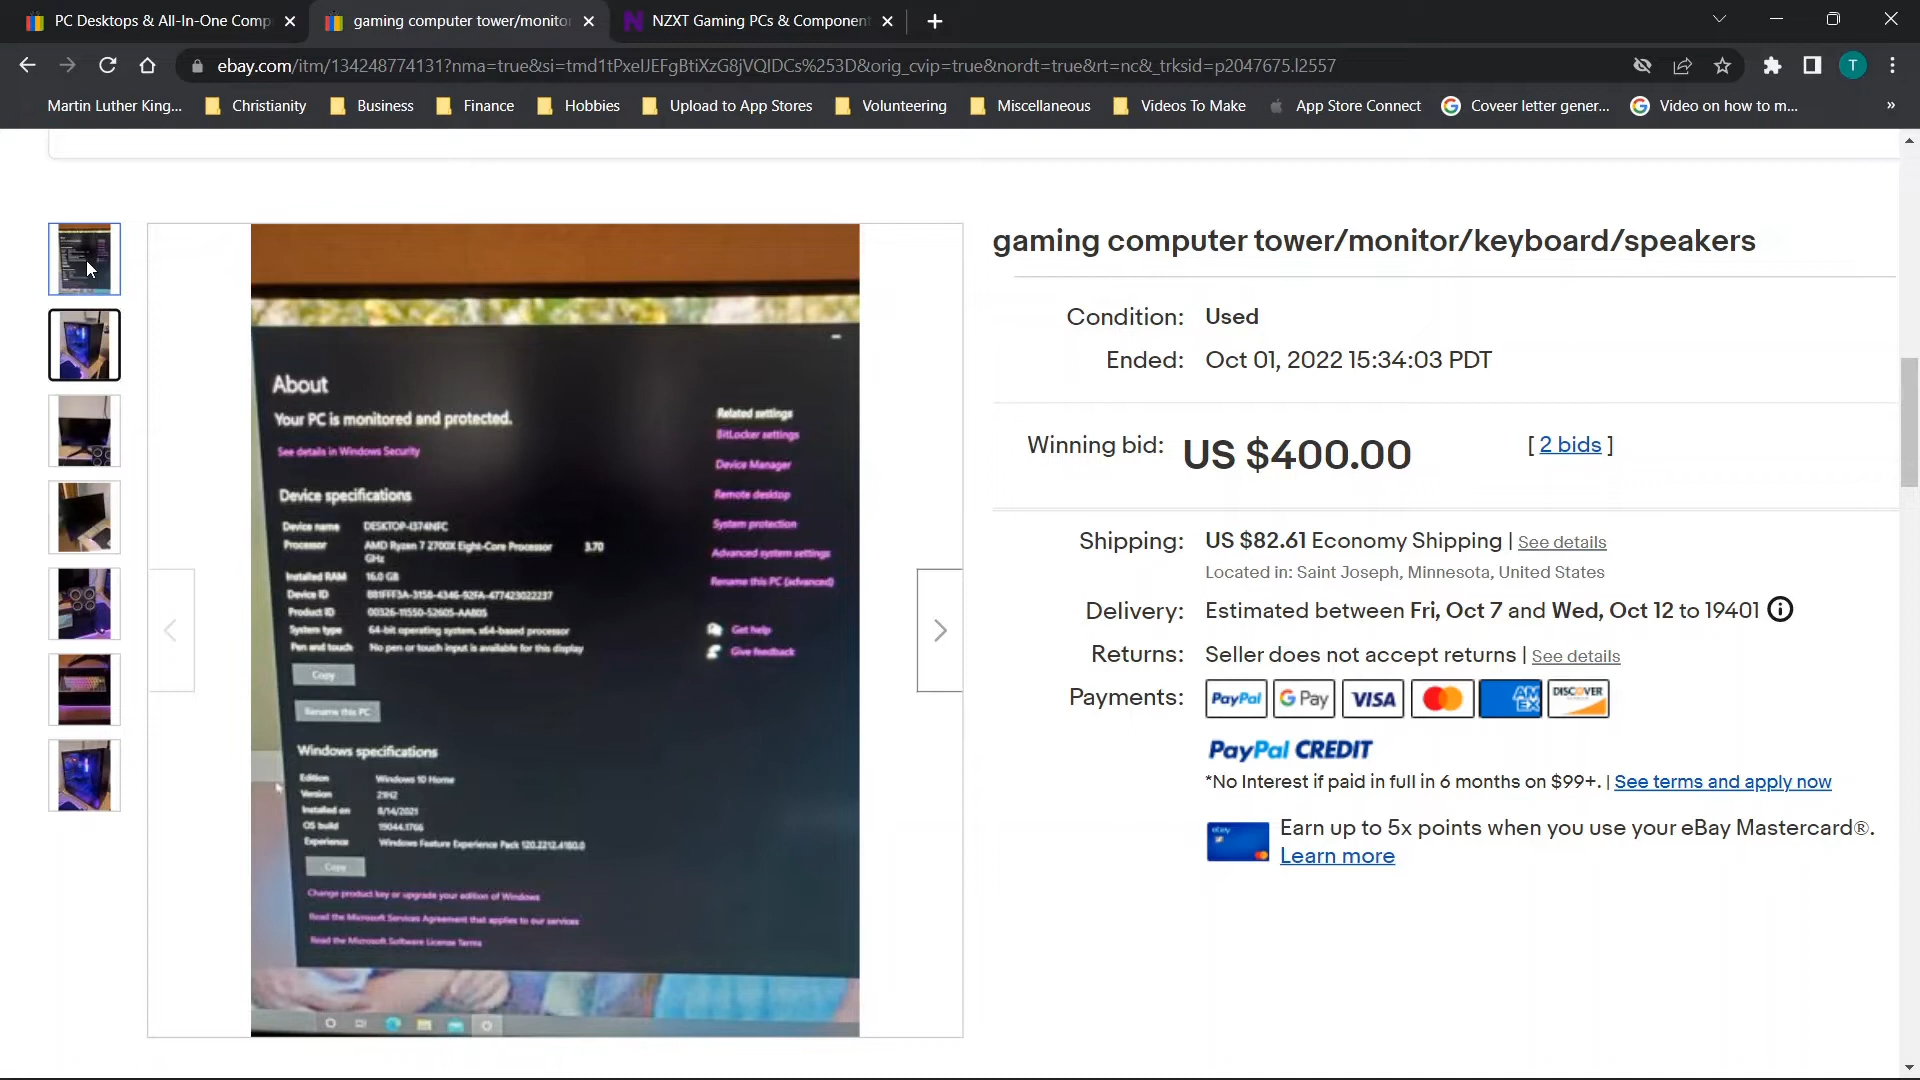 PC Desktops & All-In-One Comp
gaming computer tower/monitor
NZXT Gaming PCs & Component
ebay.com/itm/134248774131?nma=true&si=tmd1tPxelJEFgBtiXzG8jVQIDCs%253D&orig_cvip=true&nordt=true&rt=nc&_trksid=p2047675.l2557
T
Martin Luther King...
Christianity
Business
Finance
Hobbies
Upload to App Stores
Volunteering
Miscellaneous
Videos To Make
App Store Connect
Coveer letter gener...
Video on how to m...
»
About
Your PC is monitored and protected.
See details in Windows Security
Device specifications
Device name DESKTOP-I374NFC
Processor AMD Ryzen 7 2700X Eight-Core Processor 3.70
GHz
Installed RAM 16.0 GB
Device ID 881FFF3A-3158-4346-92FA-477423022237
Product ID 00326-11550-52605-AA805
System type 64-bit operating system, x64-based processor
Pen and touch No pen or touch input is available for this display
Copy
Rename this PC
Windows specifications
Edition Windows 10 Home
Version 21H2
Installed on 8/14/2021
OS build 19044.1766
Experience Windows Feature Experience Pack 120.2212.4180.0
Copy
Change product key or upgrade your edition of Windows
Read the Microsoft Services Agreement that applies to our services
Read the Microsoft Software License Terms
Related settings
BitLocker settings
Device Manager
Remote desktop
System protection
Advanced system settings
Rename this PC (advanced)
Get help
Give feedback
gaming computer tower/monitor/keyboard/speakers
Condition: Used
Ended: Oct 01, 2022 15:34:03 PDT
Winning bid: US $400.00 [ 2 bids ]
Shipping: US $82.61 Economy Shipping | See details
Located in: Saint Joseph, Minnesota, United States
Delivery: Estimated between Fri, Oct 7 and Wed, Oct 12 to 19401
Returns: Seller does not accept returns | See details
Payments: PayPal G Pay VISA AM EX DISCOVER
PayPal CREDIT
*No Interest if paid in full in 6 months on $99+. | See terms and apply now
Earn up to 5x points when you use your eBay Mastercard®.
Learn more